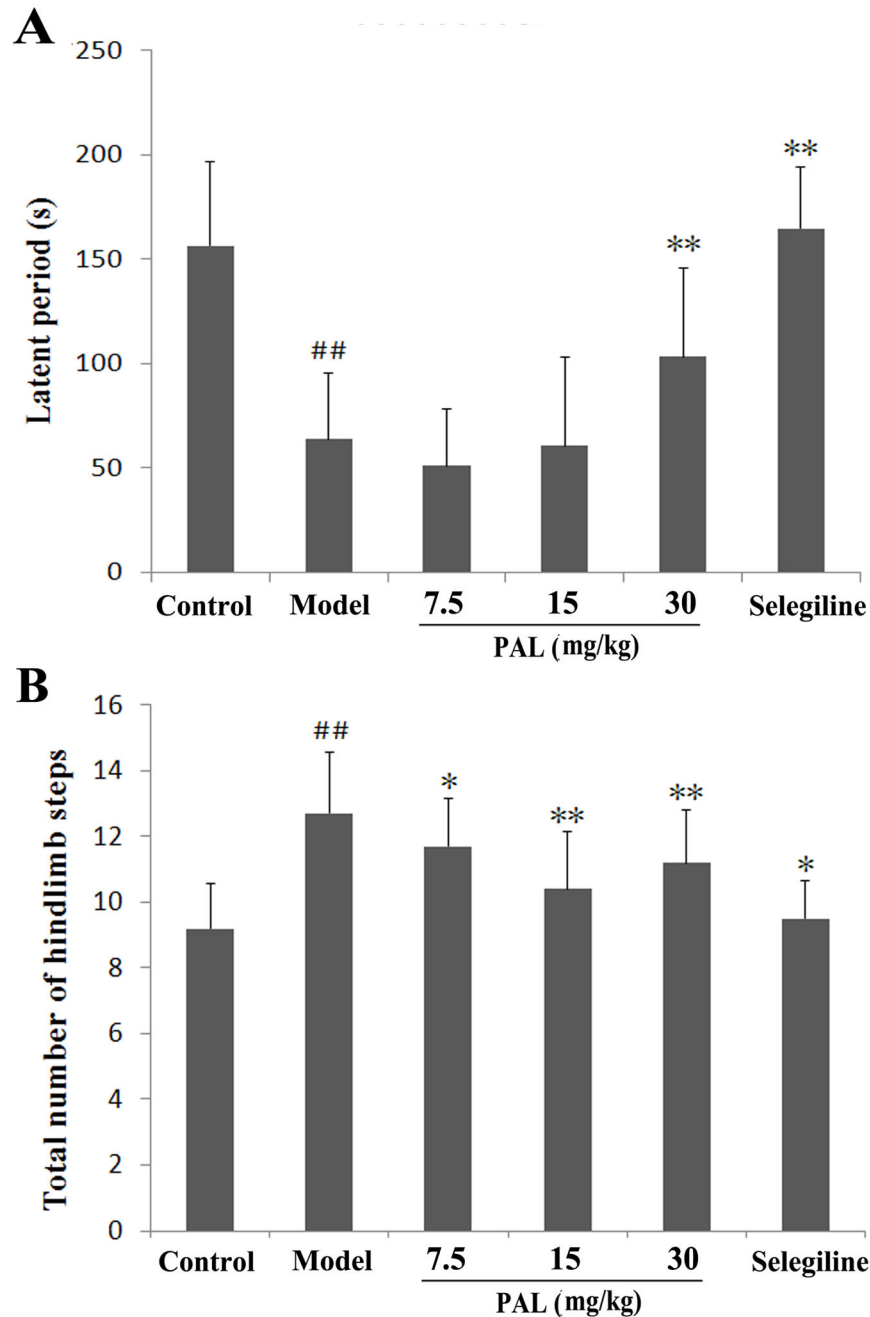 A
250
200
150
100
50
0
Latent period (s)
##
**
**
Control Model 7.5 15 30 Selegiline
PAL (mg/kg)
B
16
14
12
10
8
6
4
2
0
Total number of hindlimb steps
##
*
**
**
*
Control Model 7.5 15 30 Selegiline
PAL (mg/kg)